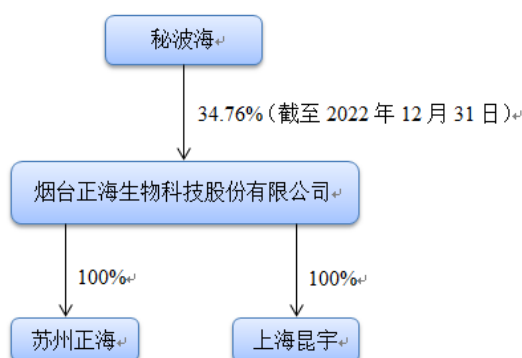 秘波海
34.76%（截至 2022 年 12 月 31 日）
烟台正海生物科技股份有限公司
100%
100%
苏州正海
上海昆宇